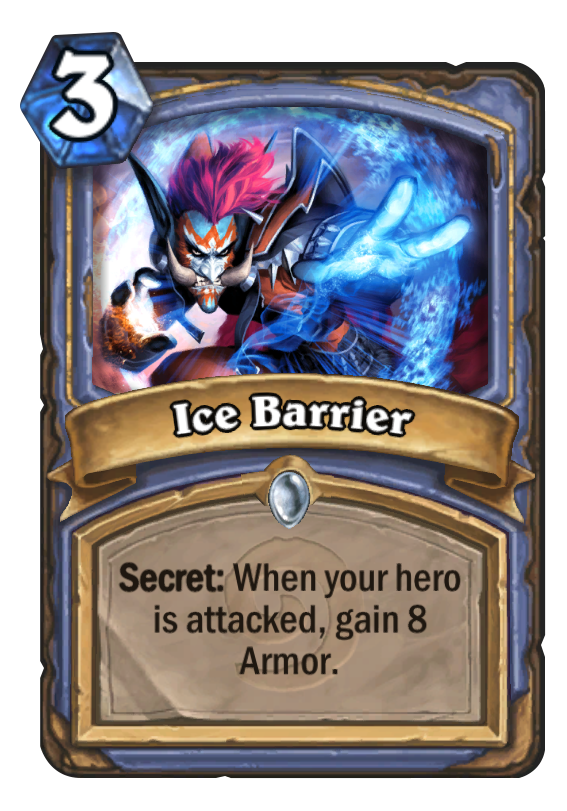 3
Ice Barrier
Secret: When your hero
is attacked, gain 8
Armor.